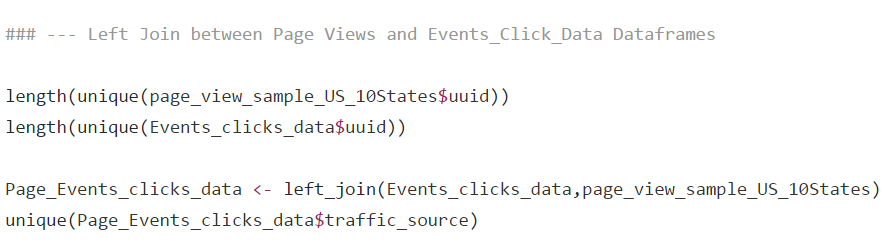 ### --- Left Join between Page Views and Events_Click_Data Dataframes
length(unique(page_view_sample_US_10States$uuid))
length(unique(Events_clicks_data$uuid))
Page_Events_clicks_data <- left_join(Events_clicks_data,page_view_sample_US_10States)
unique(Page_Events_clicks_data$traffic_source)